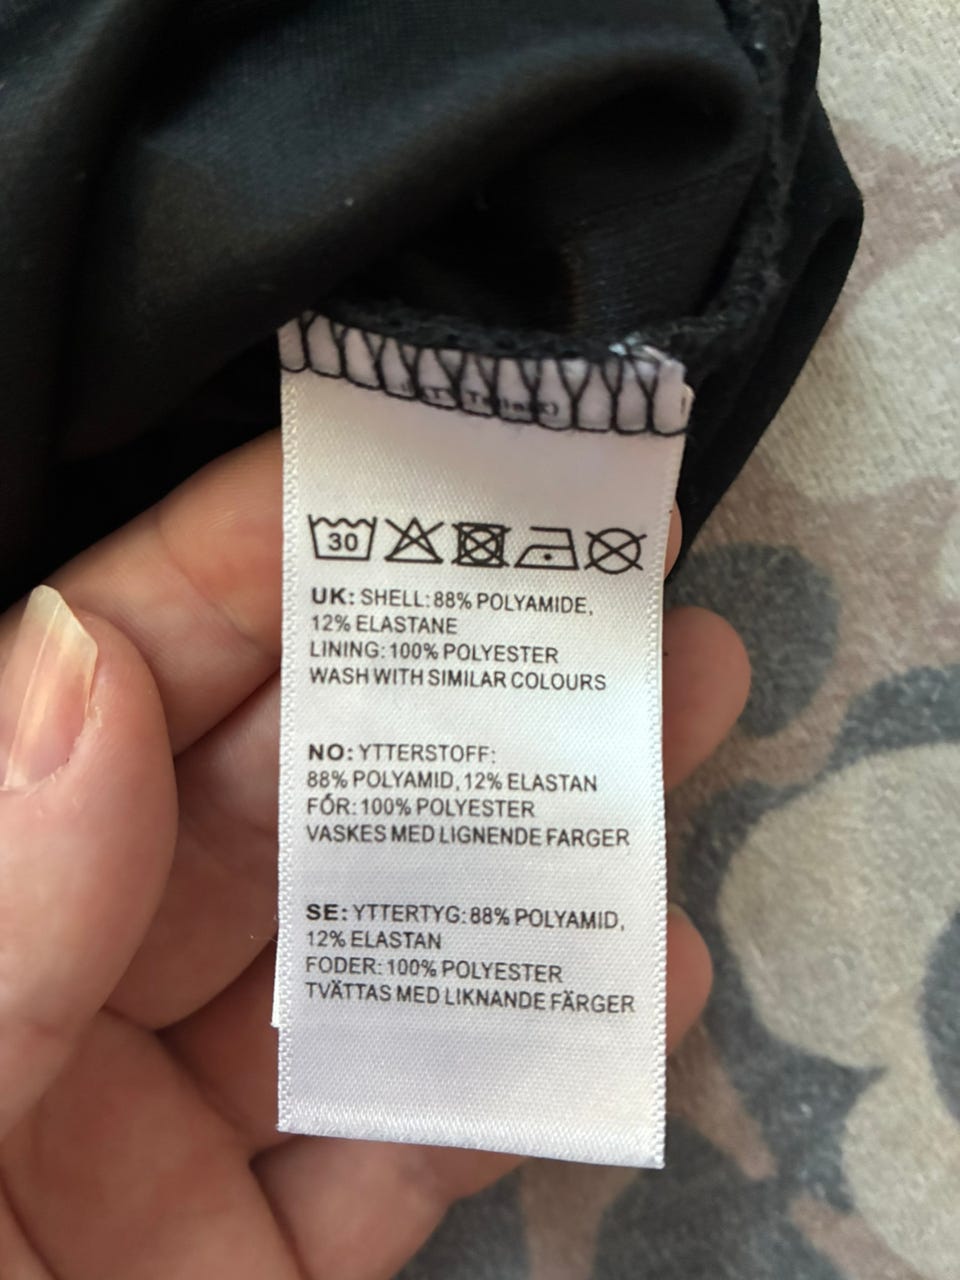 30
UK: SHELL: 88% POLYAMIDE,
12% ELASTANE
LINING: 100% POLYESTER
WASH WITH SIMILAR COLOURS
NO: YTTERSTOFF:
88% POLYAMID, 12% ELASTAN
FÓR: 100% POLYESTER
VASKES MED LIGNENDE FARGER
SE: YTTERTYG: 88% POLYAMID,
12% ELASTAN
FODER: 100% POLYESTER
TVÄTTAS MED LIKNANDE FÄRGER